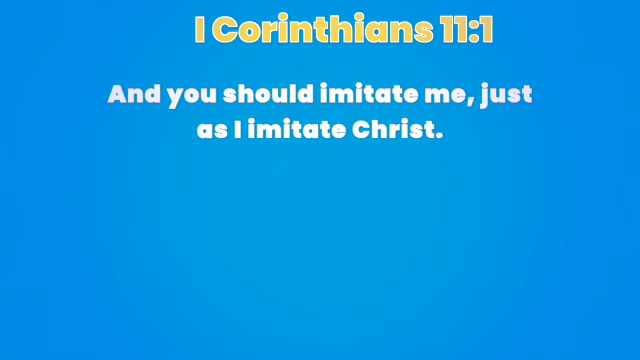 I Corinthians 11:1
And you should imitate me, just
as I imitate Christ.